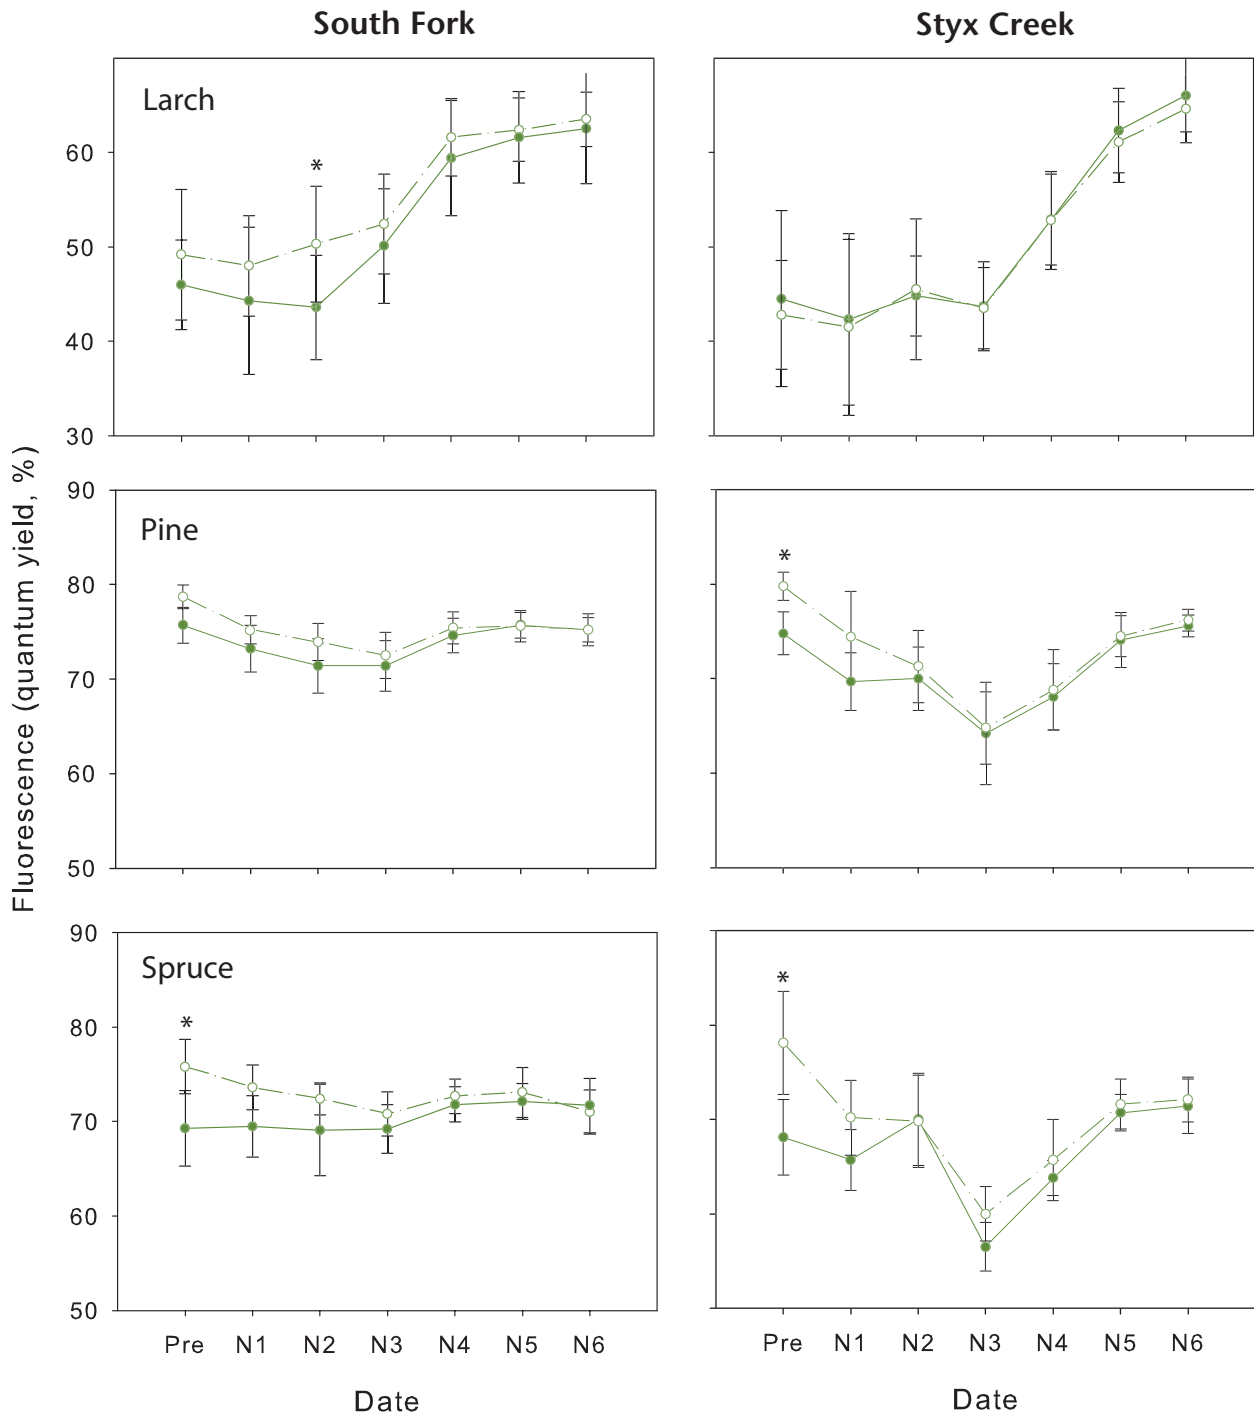 South Fork
Styx Creek
Fluorescence (quantum yield, %)
Larch
*
60
50
40
30
90
Pine
*
80
70
60
50
90
Spruce
*
*
80
70
60
50
Pre N1 N2 N3 N4 N5 N6
Pre N1 N2 N3 N4 N5 N6
Date
Date